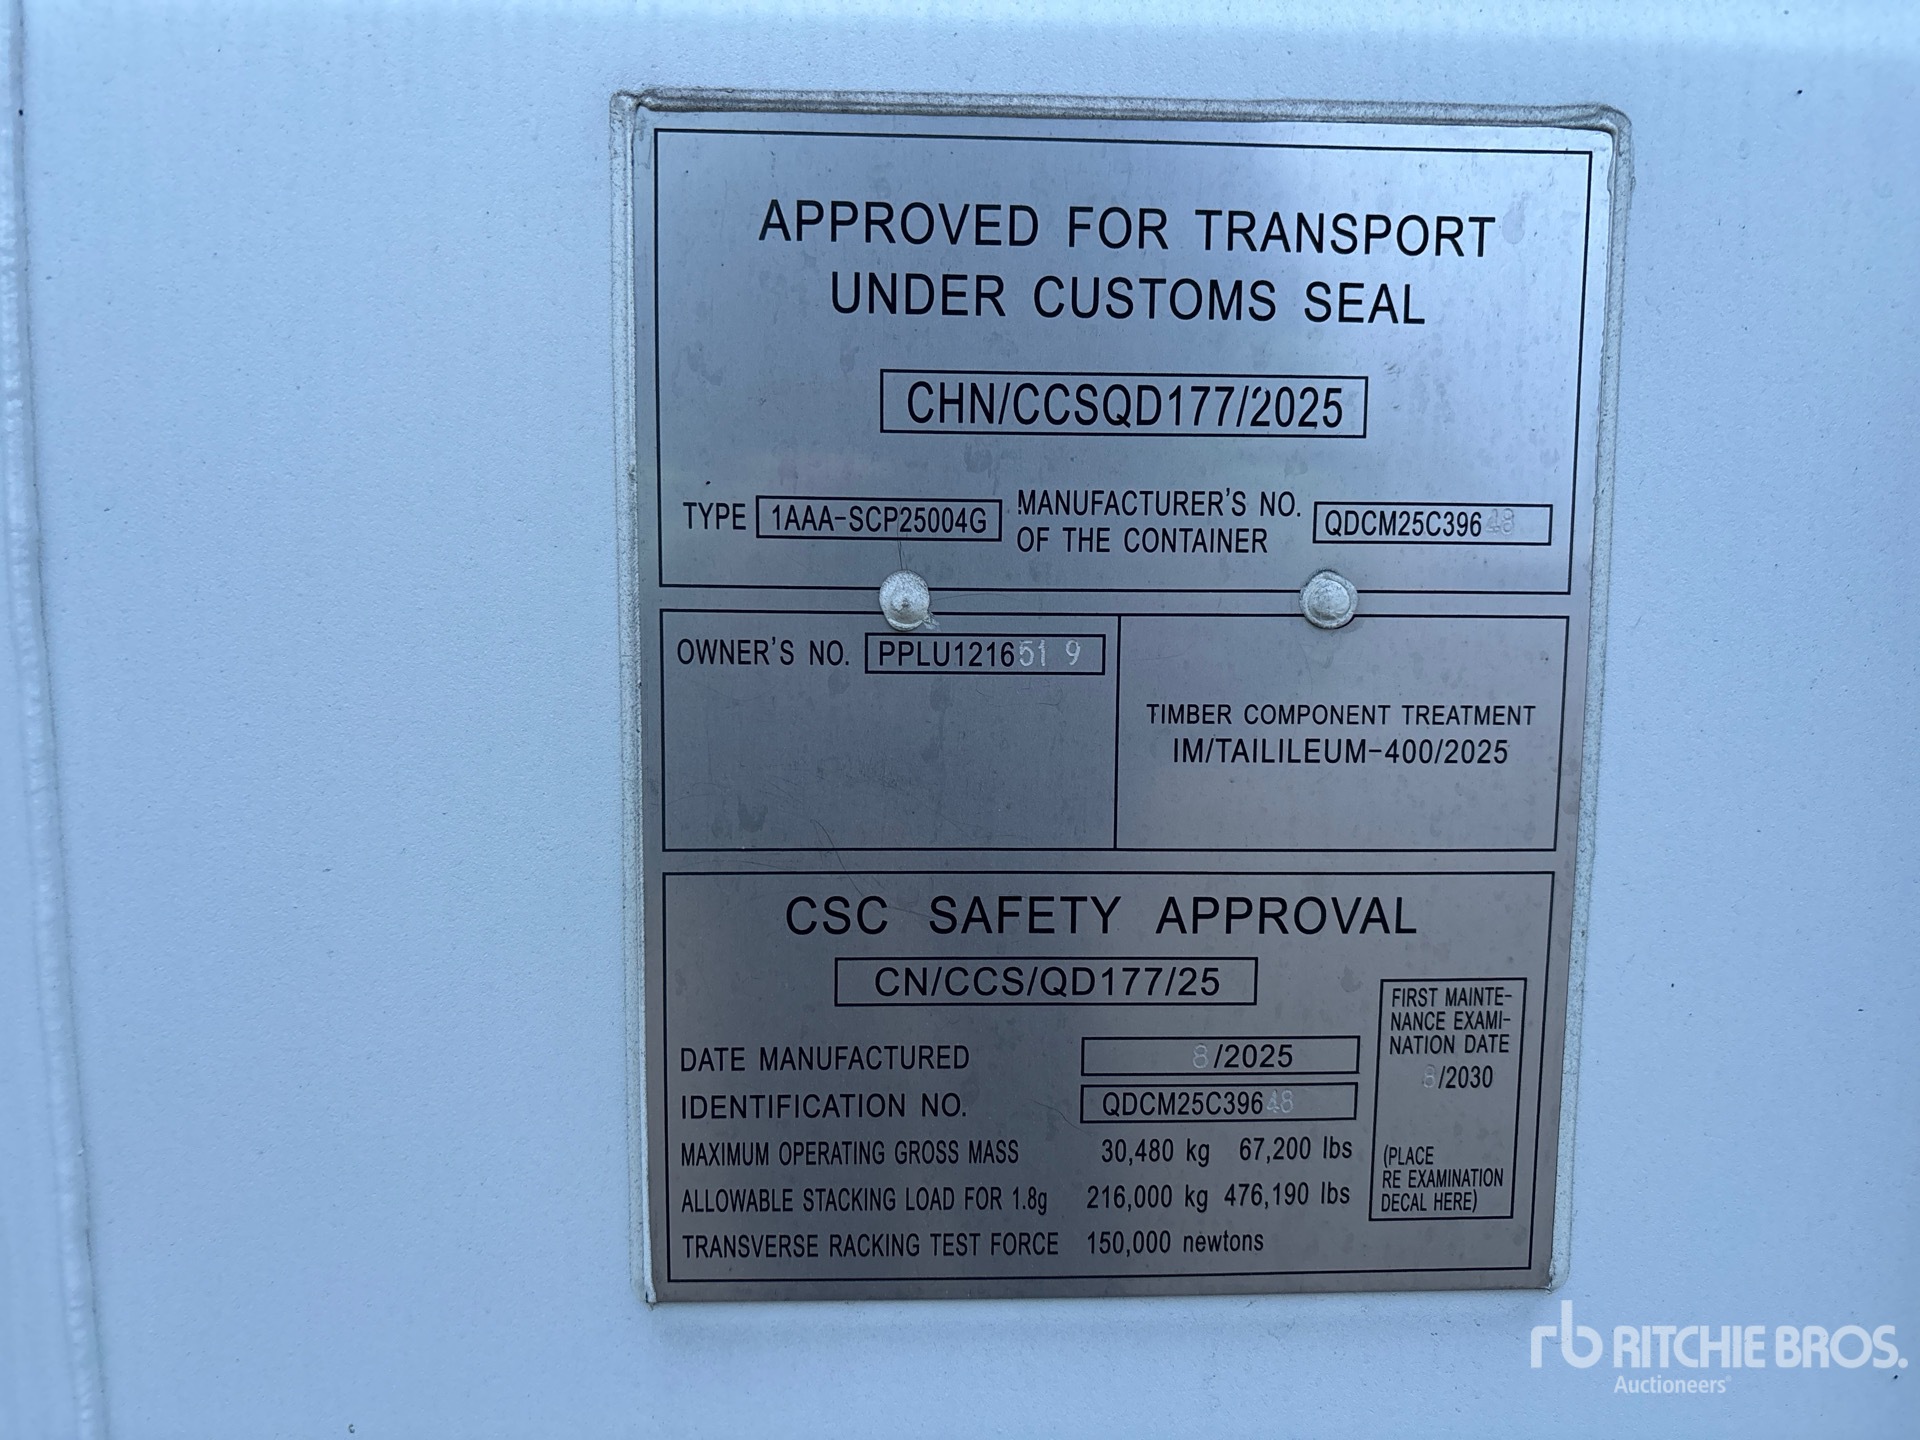 APPROVED FOR TRANSPORT
UNDER CUSTOMS SEAL
CHN/CCSQD177/2025
TYPE 1AAA-SCP25004G MANUFACTURER'S NO. OF THE CONTAINER QDCM25C39648
OWNER'S NO. PPLU121651 9
TIMBER COMPONENT TREATMENT
IM/TAILILEUM-400/2025
CSC SAFETY APPROVAL
CN/CCS/QD177/25
DATE MANUFACTURED 8/2025
IDENTIFICATION NO. QDCM25C39648
MAXIMUM OPERATING GROSS MASS 30,480 kg 67,200 lbs
ALLOWABLE STACKING LOAD FOR 1.8g 216,000 kg 476,190 lbs
TRANSVERSE RACKING TEST FORCE 150,000 newtons
FIRST MAINTE-
NANCE EXAMI-
NATION DATE
8/2030
(PLACE
RE EXAMINATION
DECAL HERE)
rb RITCHIE BROS.
Auctioneers